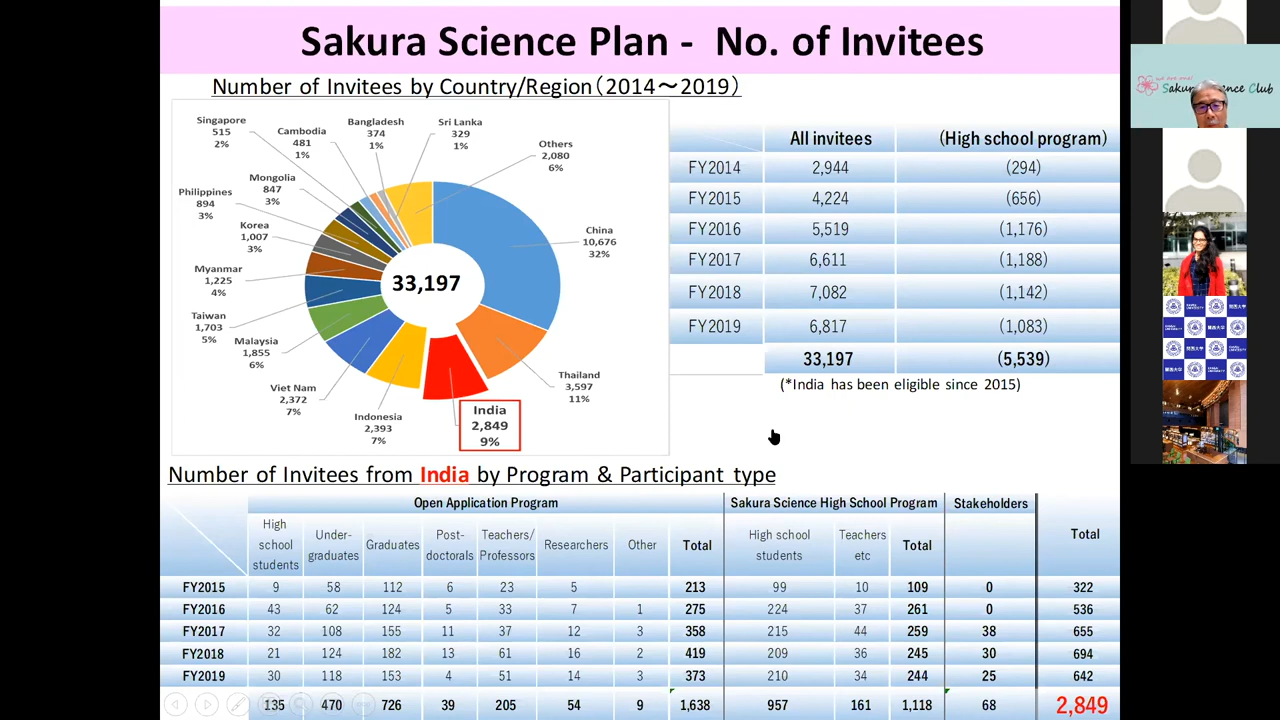 Sakura Science Plan - No. of Invitees
Number of Invitees by Country/Region(2014～2019)
Singapore
515
2%
Cambodia
481
1%
Bangladesh
374
1%
Sri Lanka
329
1%
Others
2,080
6%
Mongolia
847
3%
Philippines
894
3%
Korea
1,007
3%
Myanmar
1,225
4%
Taiwan
1,703
5%
Malaysia
1,855
6%
Viet Nam
2,372
7%
Indonesia
2,393
7%
India
2,849
9%
Thailand
3,597
11%
China
10,676
32%
33,197
All invitees (High school program)
FY2014 2,944 (294)
FY2015 4,224 (656)
FY2016 5,519 (1,176)
FY2017 6,611 (1,188)
FY2018 7,082 (1,142)
FY2019 6,817 (1,083)
33,197 (5,539)
(*India has been eligible since 2015)
Number of Invitees from India by Program & Participant type
Open Application Program Sakura Science High School Program Stakeholders Total
High school students Under-graduates Graduates Post-doctorals Teachers/Professors Researchers Other Total High school students Teachers etc Total
FY2015 9 58 112 6 23 5 213 99 10 109 0 322
FY2016 43 62 124 5 33 7 1 275 224 37 261 0 536
FY2017 32 108 155 11 37 12 3 358 215 44 259 38 655
FY2018 21 124 182 13 61 16 2 419 209 36 245 30 694
FY2019 30 118 153 4 51 14 3 373 210 34 244 25 642
135 470 726 39 205 54 9 1,638 957 161 1,118 68 2,849
Science Club